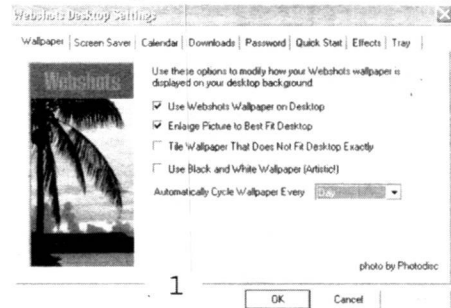 Webshots Desktop Settings
Wallpaper Screen Saver Calendar Downloads Password Quick Start Effects Tray
Webshots
Use these options to modify how your Webshots wallpaper is
displayed on your desktop background.
Use Webshots Wallpaper on Desktop
Enlarge Picture to Best Fit Desktop
Tile Wallpaper That Does Not Fit Desktop Exactly
Use Black and White Wallpaper (Artistic!)
Automatically Cycle Wallpaper Every Day
photo by Photodisc
1
OK Cancel